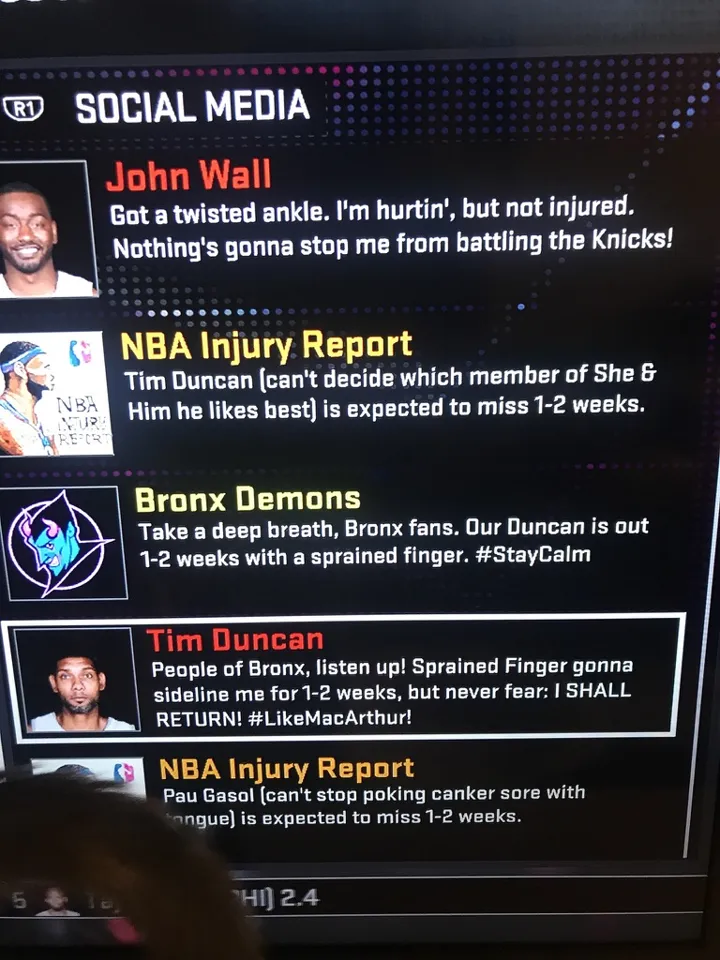 R1 SOCIAL MEDIA
John Wall
Got a twisted ankle. I'm hurtin', but not injured.
Nothing's gonna stop me from battling the Knicks!
NBA Injury Report
Tim Duncan (can't decide which member of She &
Him he likes best) is expected to miss 1-2 weeks.
NBA
INJURY
REPORT
Bronx Demons
Take a deep breath, Bronx fans. Our Duncan is out
1-2 weeks with a sprained finger. #StayCalm
Tim Duncan
People of Bronx, listen up! Sprained Finger gonna
sideline me for 1-2 weeks, but never fear: I SHALL
RETURN! #LikeMacArthur!
NBA Injury Report
Pau Gasol (can't stop poking canker sore with
tongue) is expected to miss 1-2 weeks.
5 2.4